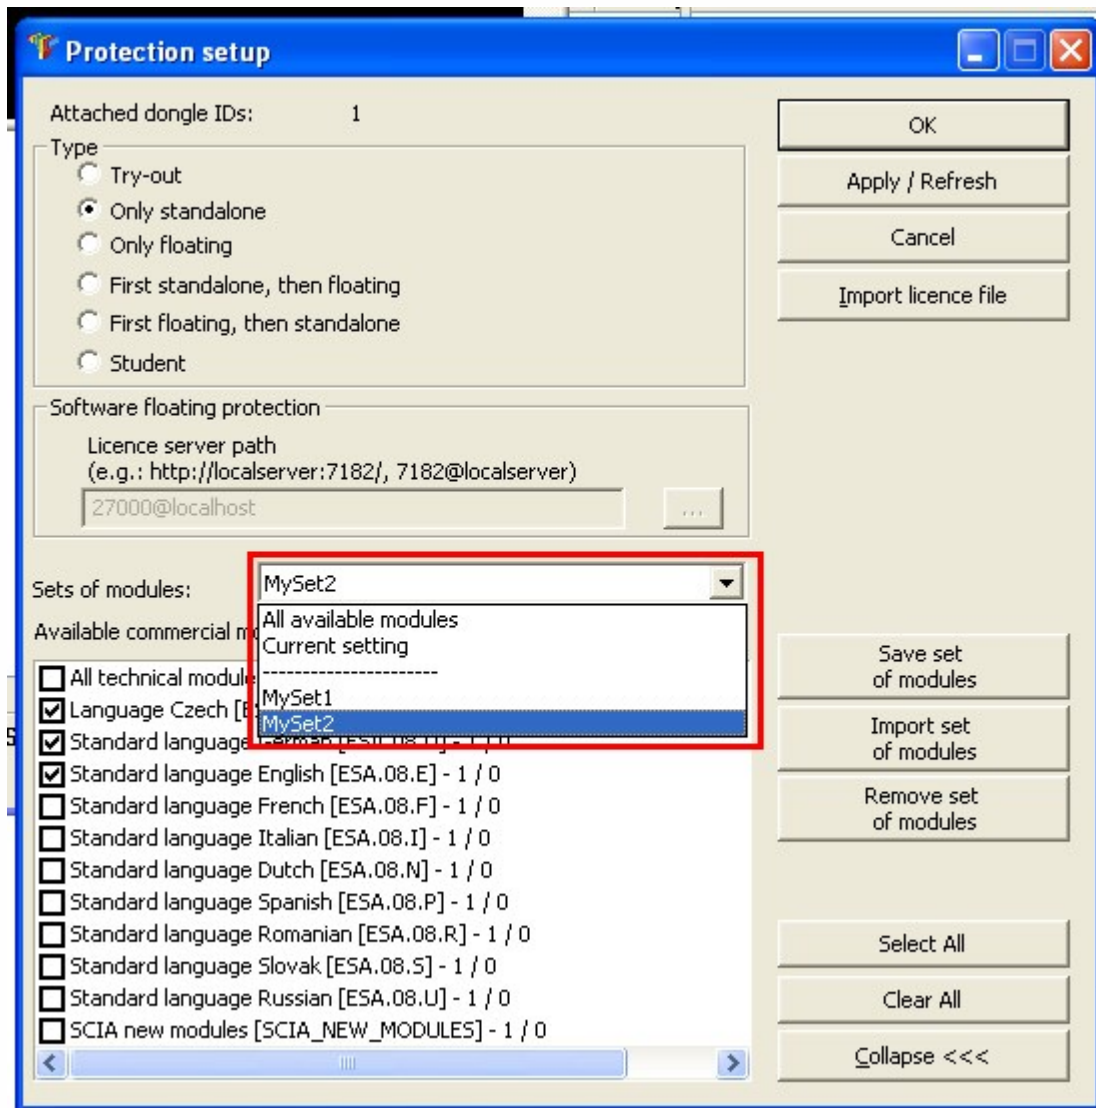 Protection setup
Attached dongle IDs: 1
OK
Type
Try-out
Apply / Refresh
Only standalone
Only floating
Cancel
First standalone, then floating
Import licence file
First floating, then standalone
Student
Software floating protection
Licence server path
(e.g.: http://localserver:7182/, 7182@localserver)
27000@localhost
...
Sets of modules:
MySet2
All available modules
Current setting
---------------------
MySet1
MySet2
Available commercial
Save set
of modules
All technical module
Language Czech [E
Import set
of modules
Standard language German [ESA.08.D] - 1 / 0
Standard language English [ESA.08.E] - 1 / 0
Remove set
of modules
Standard language French [ESA.08.F] - 1 / 0
Standard language Italian [ESA.08.I] - 1 / 0
Standard language Dutch [ESA.08.N] - 1 / 0
Standard language Spanish [ESA.08.P] - 1 / 0
Standard language Romanian [ESA.08.R] - 1 / 0
Select All
Standard language Slovak [ESA.08.S] - 1 / 0
Standard language Russian [ESA.08.U] - 1 / 0
Clear All
SCIA new modules [SCIA_NEW_MODULES] - 1 / 0
Collapse <<<